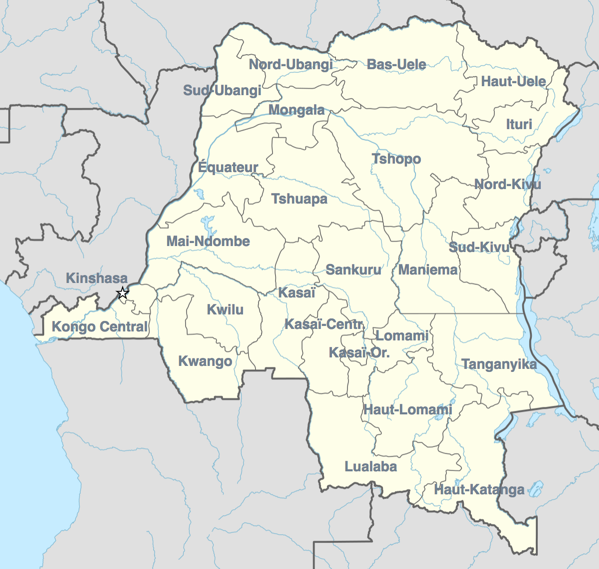 Nord-Ubangi
Bas-Uele
Haut-Uele
Sud-Ubangi
Mongala
Ituri
Tshopo
Équateur
Nord-Kivu
Tshuapa
Mai-Ndombe
Sud-Kivu
Sankuru
Maniema
Kinshasa
Kasaï
Kwilu
Kasaï-Centr.
Kongo Central
Lomami
Kasaï-Or.
Kwango
Tanganyika
Haut-Lomami
Lualaba
Haut-Katanga